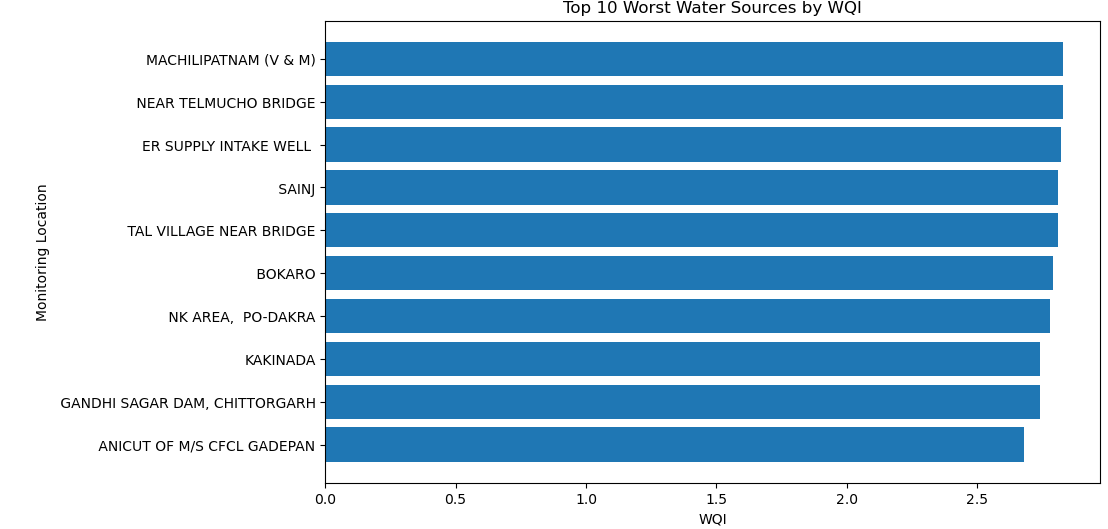 Top 10 Worst Water Sources by WQI
MACHILIPATNAM (V & M)
NEAR TELMUCHO BRIDGE
ER SUPPLY INTAKE WELL
SAINJ
TAL VILLAGE NEAR BRIDGE
BOKARO
NK AREA,  PO-DAKRA
KAKINADA
GANDHI SAGAR DAM, CHITTORGARH
ANICUT OF M/S CFCL GADEPAN
Monitoring Location
0.0 0.5 1.0 1.5 2.0 2.5
WQI